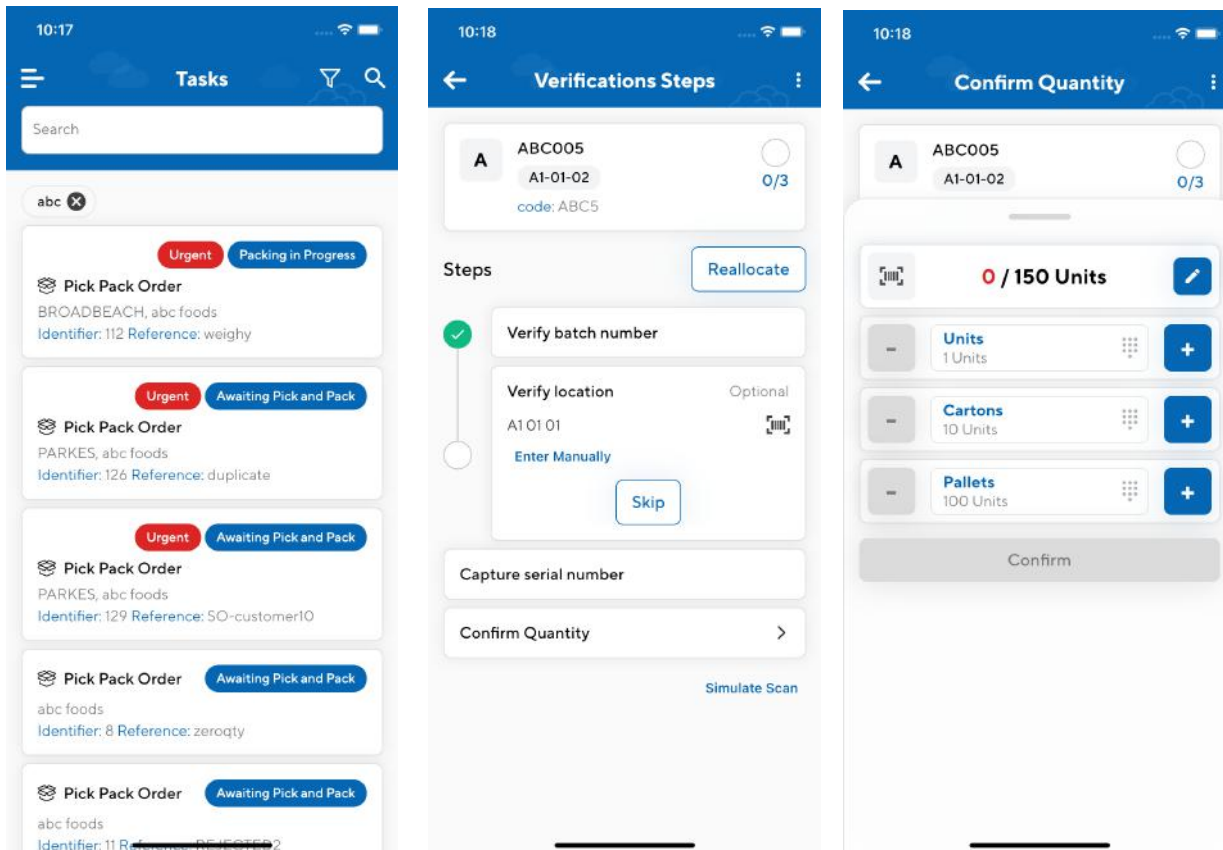 10:17
Tasks
Search
abc
Urgent Packing in Progress
Pick Pack Order
BROADBEACH, abc foods
Identifier: 112 Reference: weighy
Urgent Awaiting Pick and Pack
Pick Pack Order
PARKES, abc foods
Identifier: 126 Reference: duplicate
Urgent Awaiting Pick and Pack
Pick Pack Order
PARKES, abc foods
Identifier: 129 Reference: SO-customer10
Pick Pack Order Awaiting Pick and Pack
abc foods
Identifier: 8 Reference: zeroqty
Pick Pack Order Awaiting Pick and Pack
abc foods
Identifier: 11 Reference: REJECTED2
10:18
Verifications Steps
A
ABC005
A1-01-02
0/3
code: ABC5
Steps
Reallocate
Verify batch number
Verify location Optional
A1 01 01
Enter Manually
Skip
Capture serial number
Confirm Quantity
Simulate Scan
10:18
Confirm Quantity
A
ABC005
A1-01-02
0/3
0 / 150 Units
- Units +
1 Units
- Cartons +
10 Units
- Pallets +
100 Units
Confirm